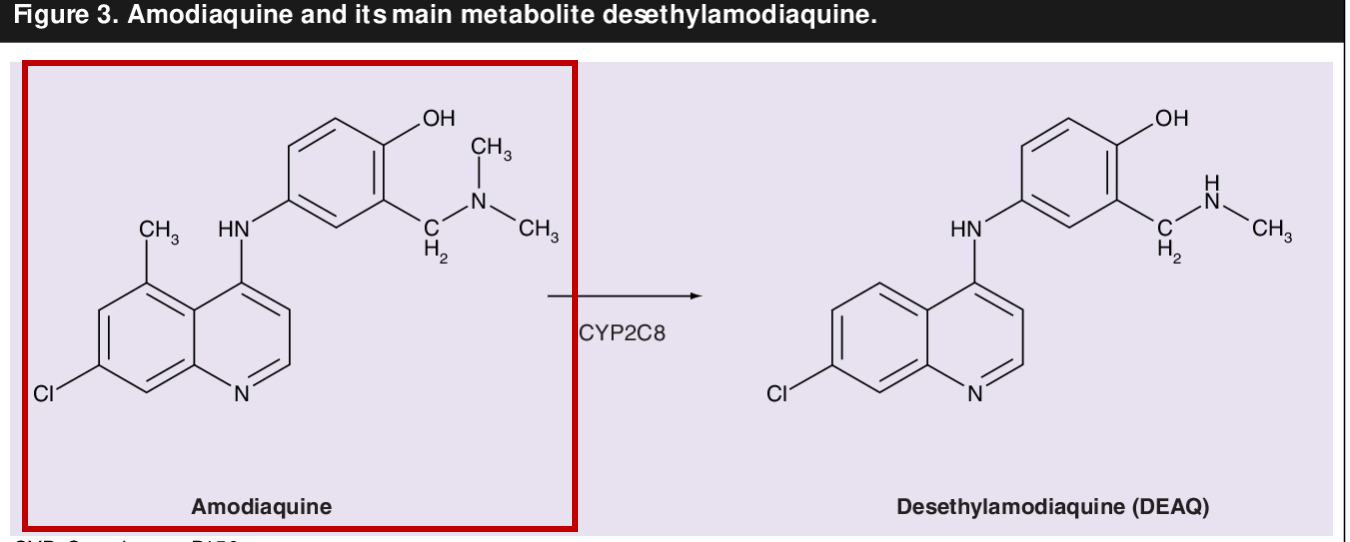 Figure 3. Amodiaquine and its main metabolite desethylamodiaquine.
OH
CH3
N
CH3
C
H2
CH3
HN
Cl
N
CYP2C8
OH
H
N
C
H2
CH3
HN
Cl
N
Amodiaquine
Desethylamodiaquine (DEAQ)